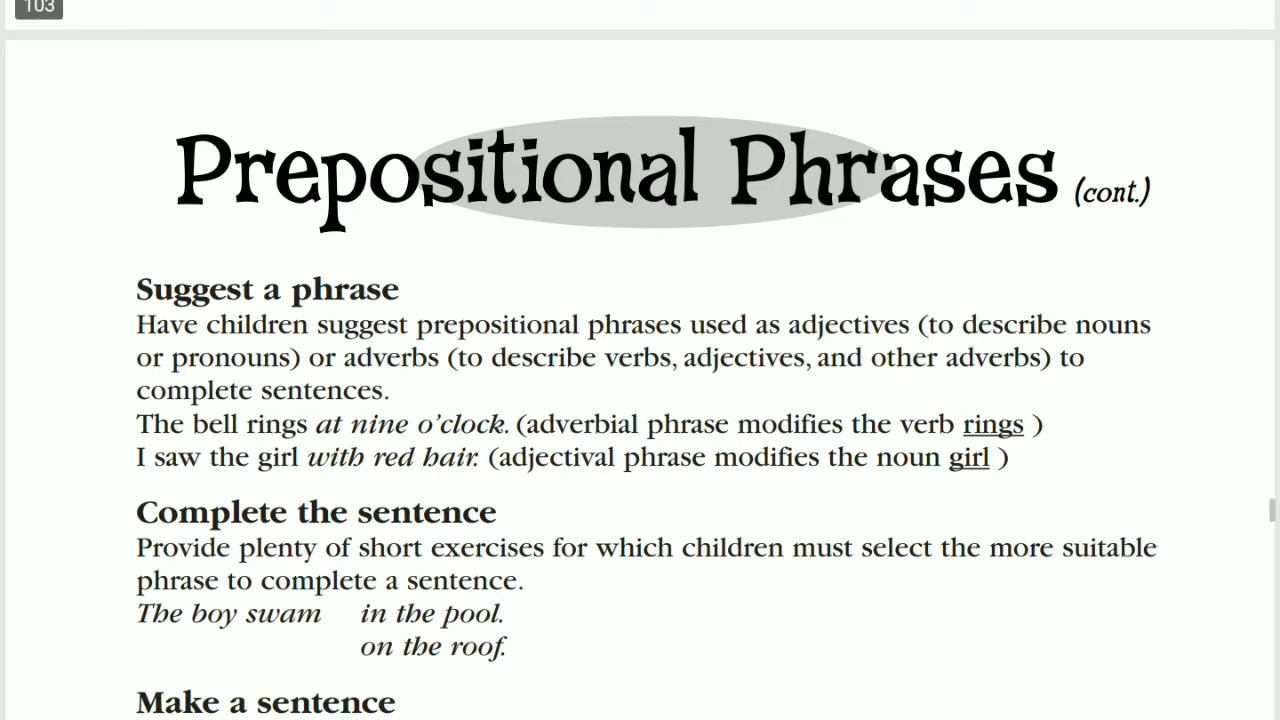 103
Prepositional Phrases (cont.)
Suggest a phrase
Have children suggest prepositional phrases used as adjectives (to describe nouns
or pronouns) or adverbs (to describe verbs, adjectives, and other adverbs) to
complete sentences.
The bell rings at nine o'clock. (adverbial phrase modifies the verb rings )
I saw the girl with red hair. (adjectival phrase modifies the noun girl )
Complete the sentence
Provide plenty of short exercises for which children must select the more suitable
phrase to complete a sentence.
The boy swam in the pool.
on the roof.
Make a sentence